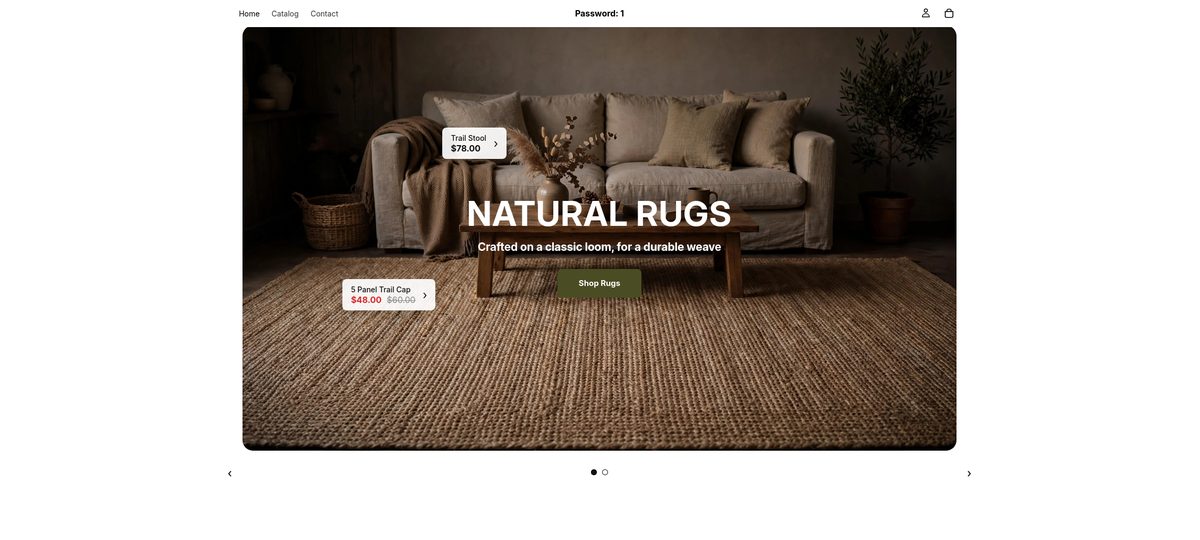 Home Catalog Contact
Password: 1
Trail Stool
$78.00
NATURAL RUGS
Crafted on a classic loom, for a durable weave
Shop Rugs
5 Panel Trail Cap
$48.00 $60.00